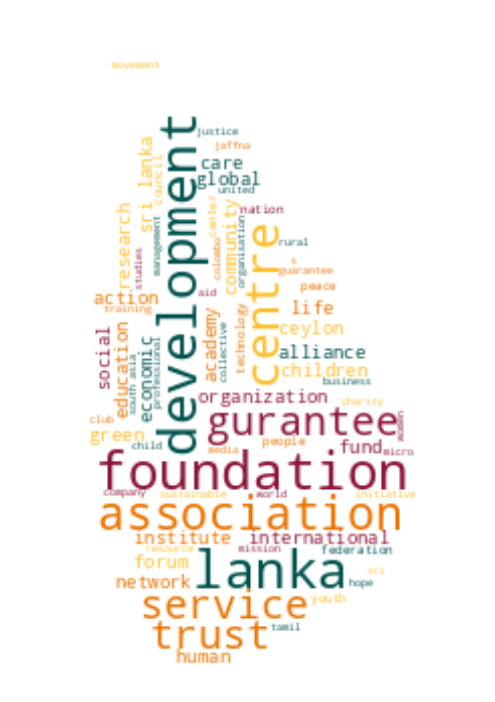 movement
justice
jaffna
care
global
united
development
sri lanka
council
center
nation
research
management
studies
colombo
community
organisation
centre
rural
s
guarantee
peace
aid
action
training
life
ceylon
technology
academy
collective
social
education
south asia
economic
professional
alliance
children
business
organization
charity
gurantee
women
club
green
child
people
media
fund
micro
foundation
company
sustainable
world
initiative
association
institute
international
resource
mission
federation
forum
lanka
sri
network
hope
service
youth
trust
tamil
human